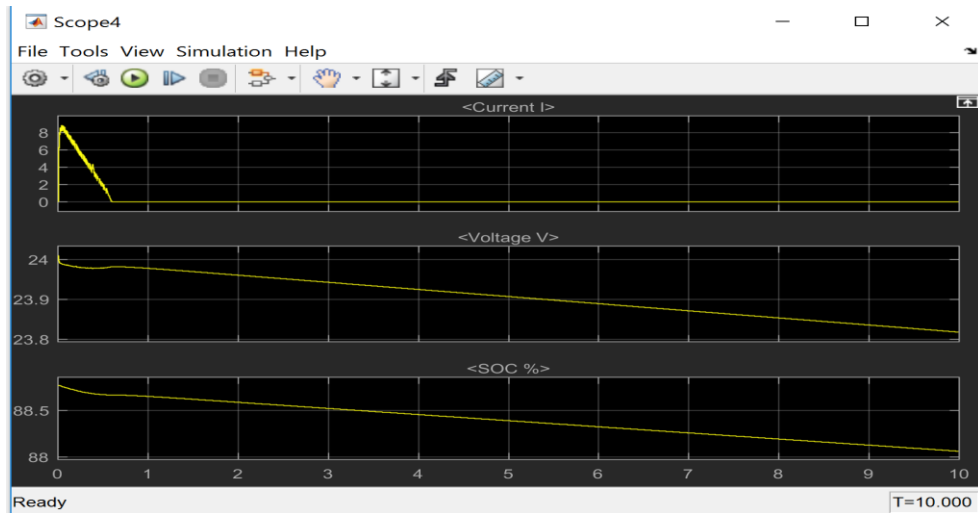 Scope4
File Tools View Simulation Help
<Current I>
8
6
4
2
0
<Voltage V>
24
23.9
23.8
<SOC %>
88.5
88
0 1 2 3 4 5 6 7 8 9 10
Ready T=10.000